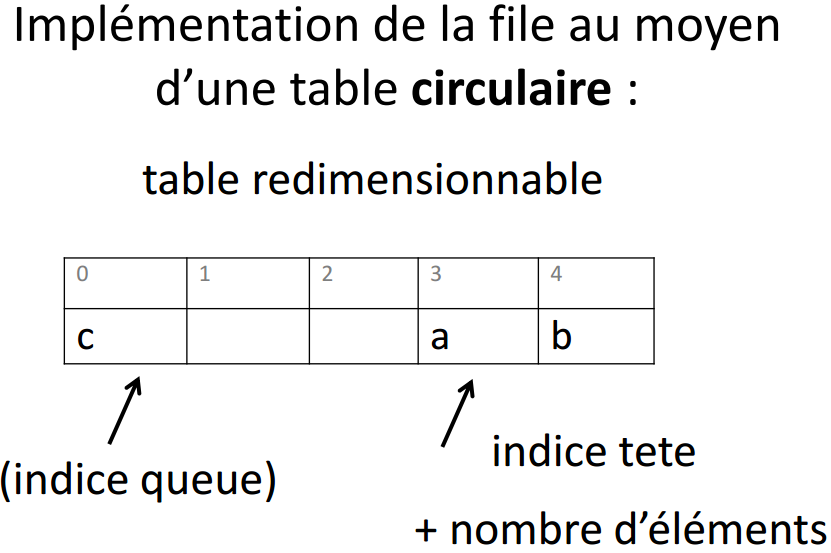 Implémentation de la file au moyen
d’une table circulaire :
table redimensionnable
0 1 2 3 4
c a b
(indice queue)
indice tete
+ nombre d’éléments